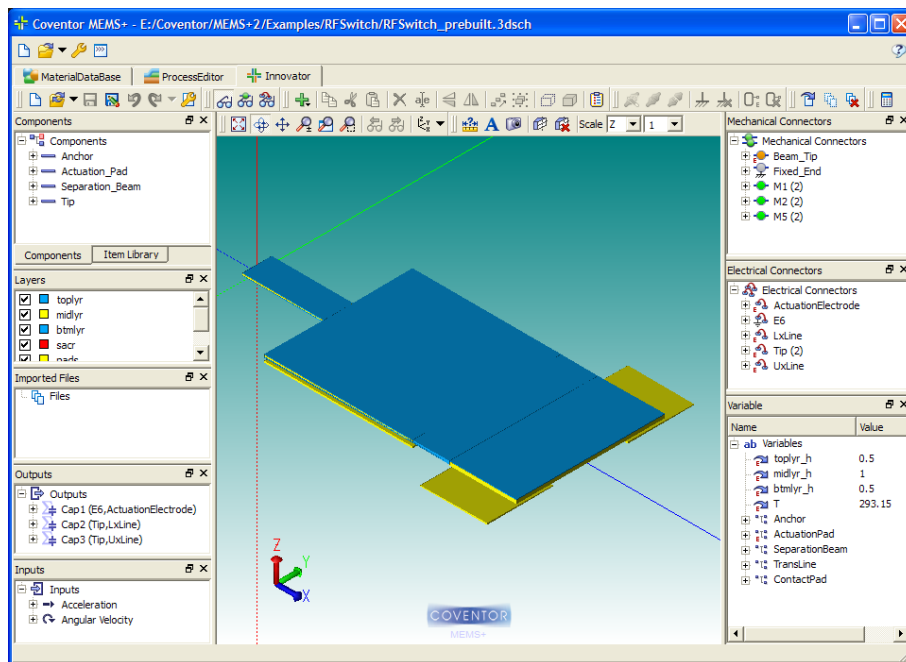 Coventor MEMS+ - E:/Coventor/MEMS+2/Examples/RFSwitch/RFSwitch_prebuilt.3dsch
MaterialDataBase
ProcessEditor
Innovator
Components
Components
Anchor
Actuation_Pad
Separation_Beam
Tip
Components
Item Library
Layers
toplyr
midlyr
btmlyr
sacr
Imported Files
Files
Outputs
Outputs
Cap1 (E6,ActuationElectrode)
Cap2 (Tip,LxLine)
Cap3 (Tip,UxLine)
Inputs
Inputs
Acceleration
Angular Velocity
Scale Z 1
Z
Y
X
COVENTOR
MEMS+
Mechanical Connectors
Mechanical Connectors
Beam_Tip
Fixed_End
M1 (2)
M2 (2)
M5 (2)
Electrical Connectors
Electrical Connectors
ActuationElectrode
E6
LxLine
Tip (2)
UxLine
Variable
Name Value
ab Variables
toplyr_h 0.5
midlyr_h 1
btmlyr_h 0.5
T 293.15
Anchor
ActuationPad
SeparationBeam
TransLine
ContactPad